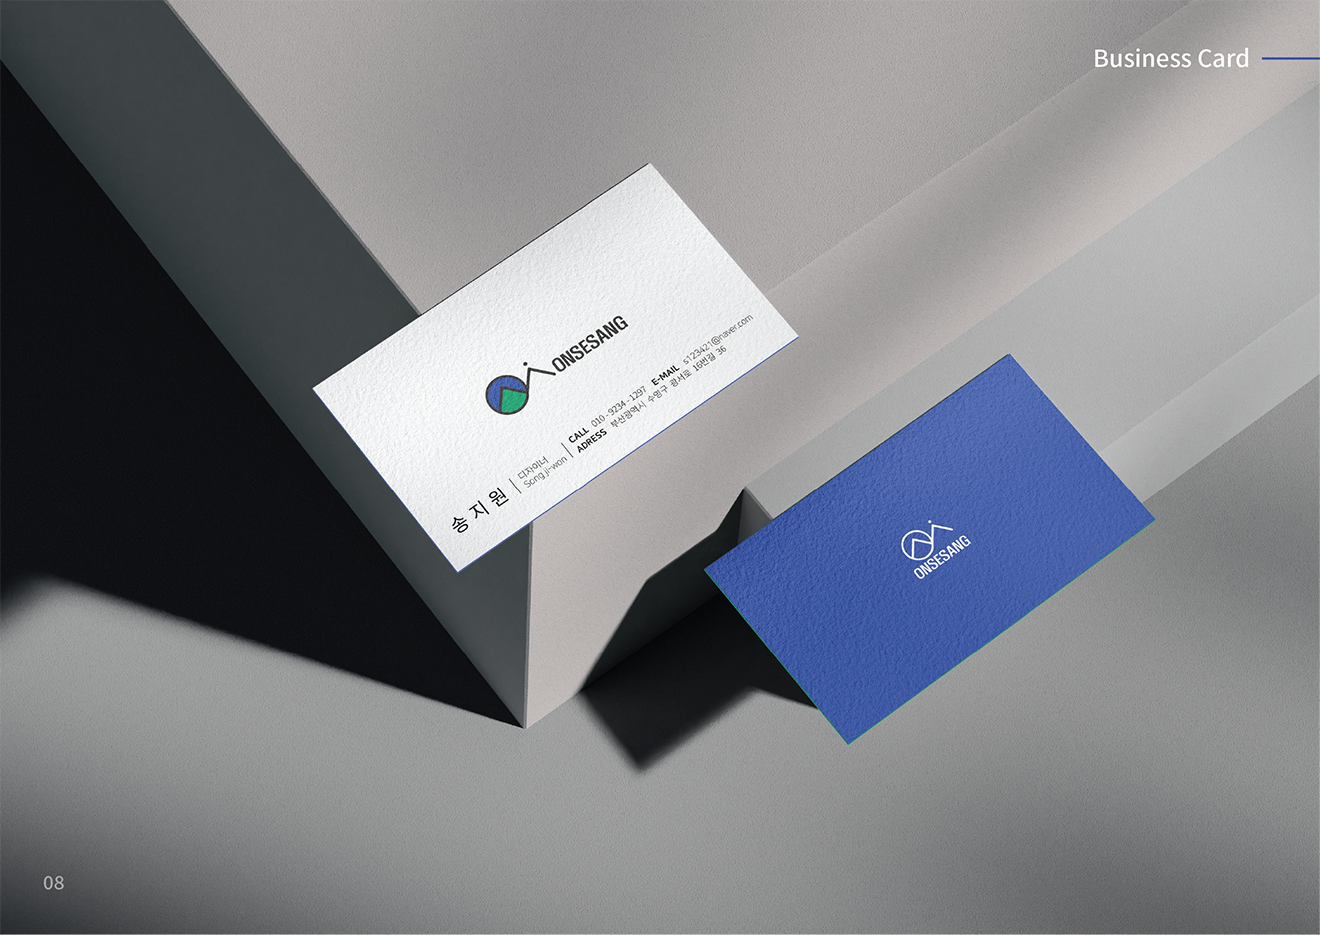 Business Card
ONSESANG
송지원
디자이너
Song ji-won
CALL 010-9234-1297 E-MAIL s123421@naver.com
ADRESS 부산광역시 수영구 광서로 16번길 36
ONSESANG
08